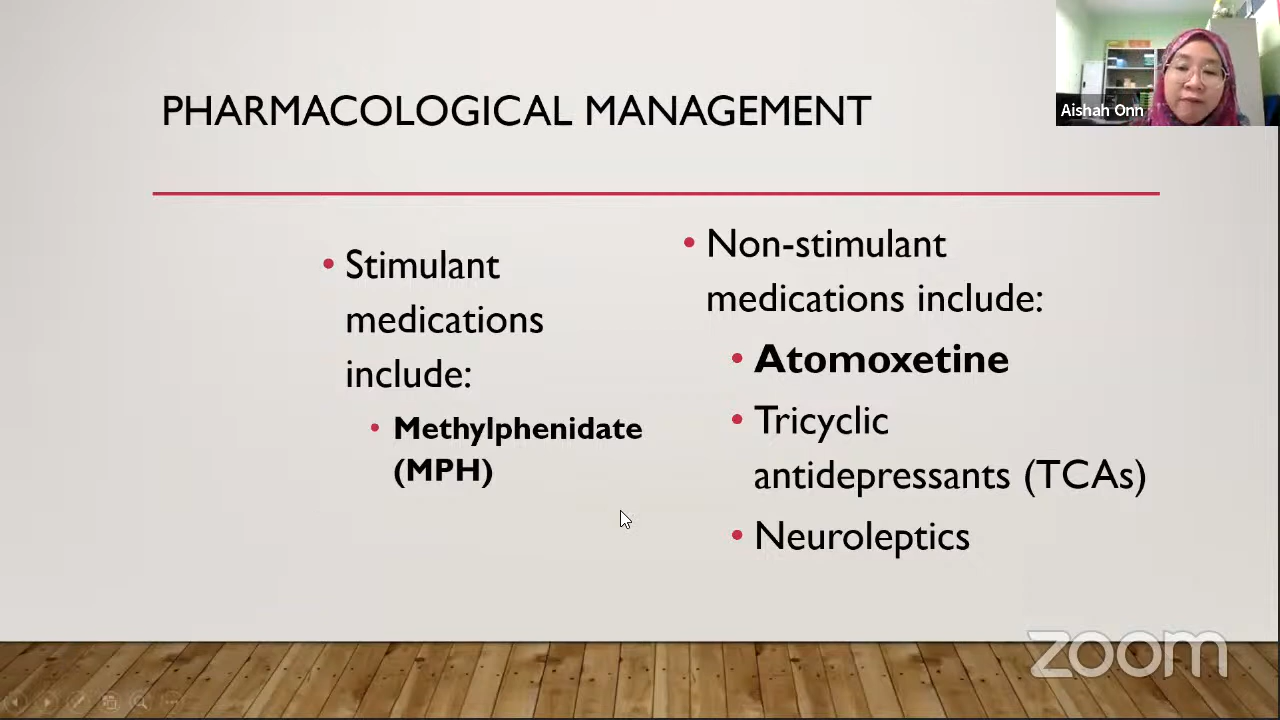 PHARMACOLOGICAL MANAGEMENT
Aishah Onn
• Stimulant
medications
include:
• Methylphenidate
(MPH)
• Non-stimulant
medications include:
• Atomoxetine
• Tricyclic
antidepressants (TCAs)
• Neuroleptics
zoom